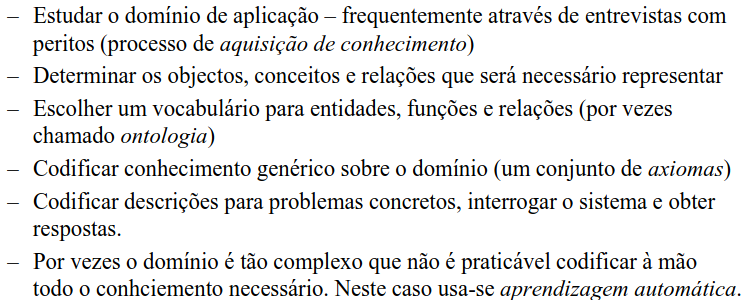 – Estudar o domínio de aplicação – frequentemente através de entrevistas com
peritos (processo de aquisição de conhecimento)
– Determinar os objectos, conceitos e relações que será necessário representar
– Escolher um vocabulário para entidades, funções e relações (por vezes
chamado ontologia)
– Codificar conhecimento genérico sobre o domínio (um conjunto de axiomas)
– Codificar descrições para problemas concretos, interrogar o sistema e obter
respostas.
– Por vezes o domínio é tão complexo que não é praticável codificar à mão
todo o conhciemento necessário. Neste caso usa-se aprendizagem automática.